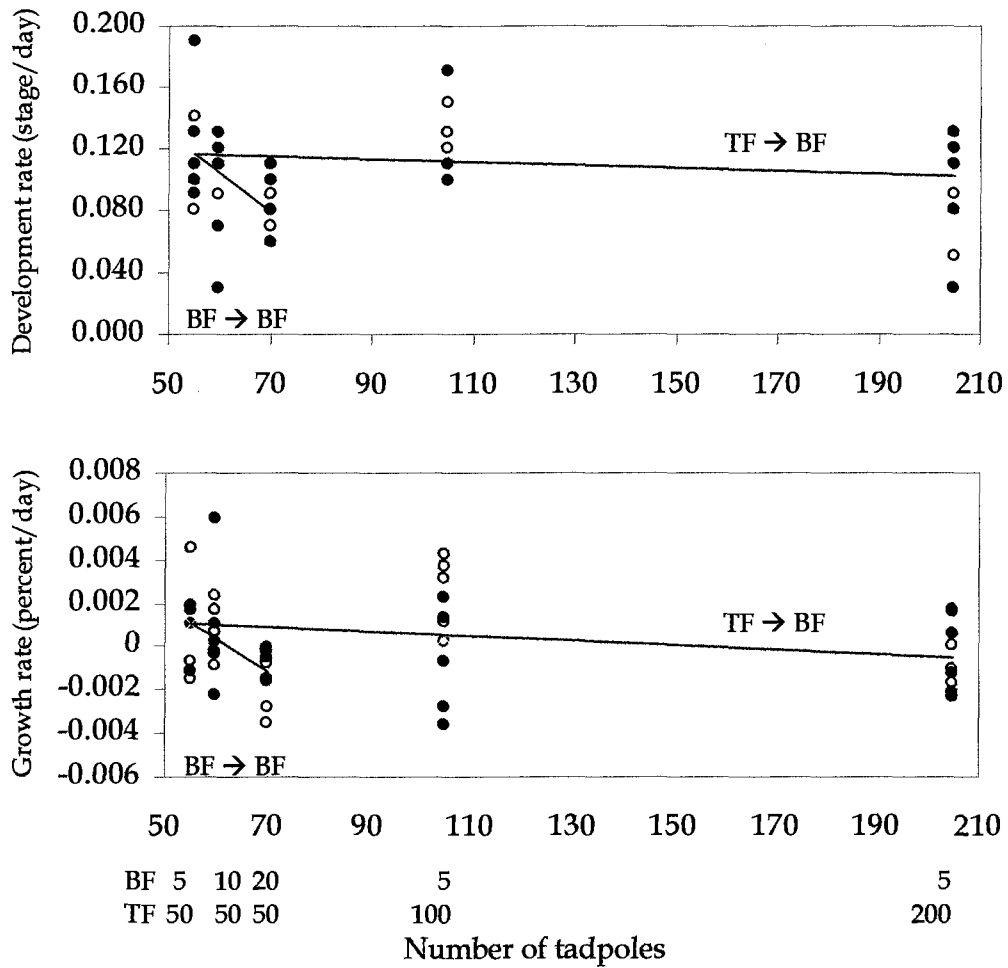 Development rate (stage/day)
0.200
0.160
0.120
0.080
0.040
0.000
TF → BF
BF → BF
50 70 90 110 130 150 170 190 210
Growth rate (percent/day)
0.008
0.006
0.004
0.002
0
-0.002
-0.004
-0.006
TF → BF
BF → BF
50 70 90 110 130 150 170 190 210
BF 5 10 20 5 5
TF 50 50 50 100 200
Number of tadpoles